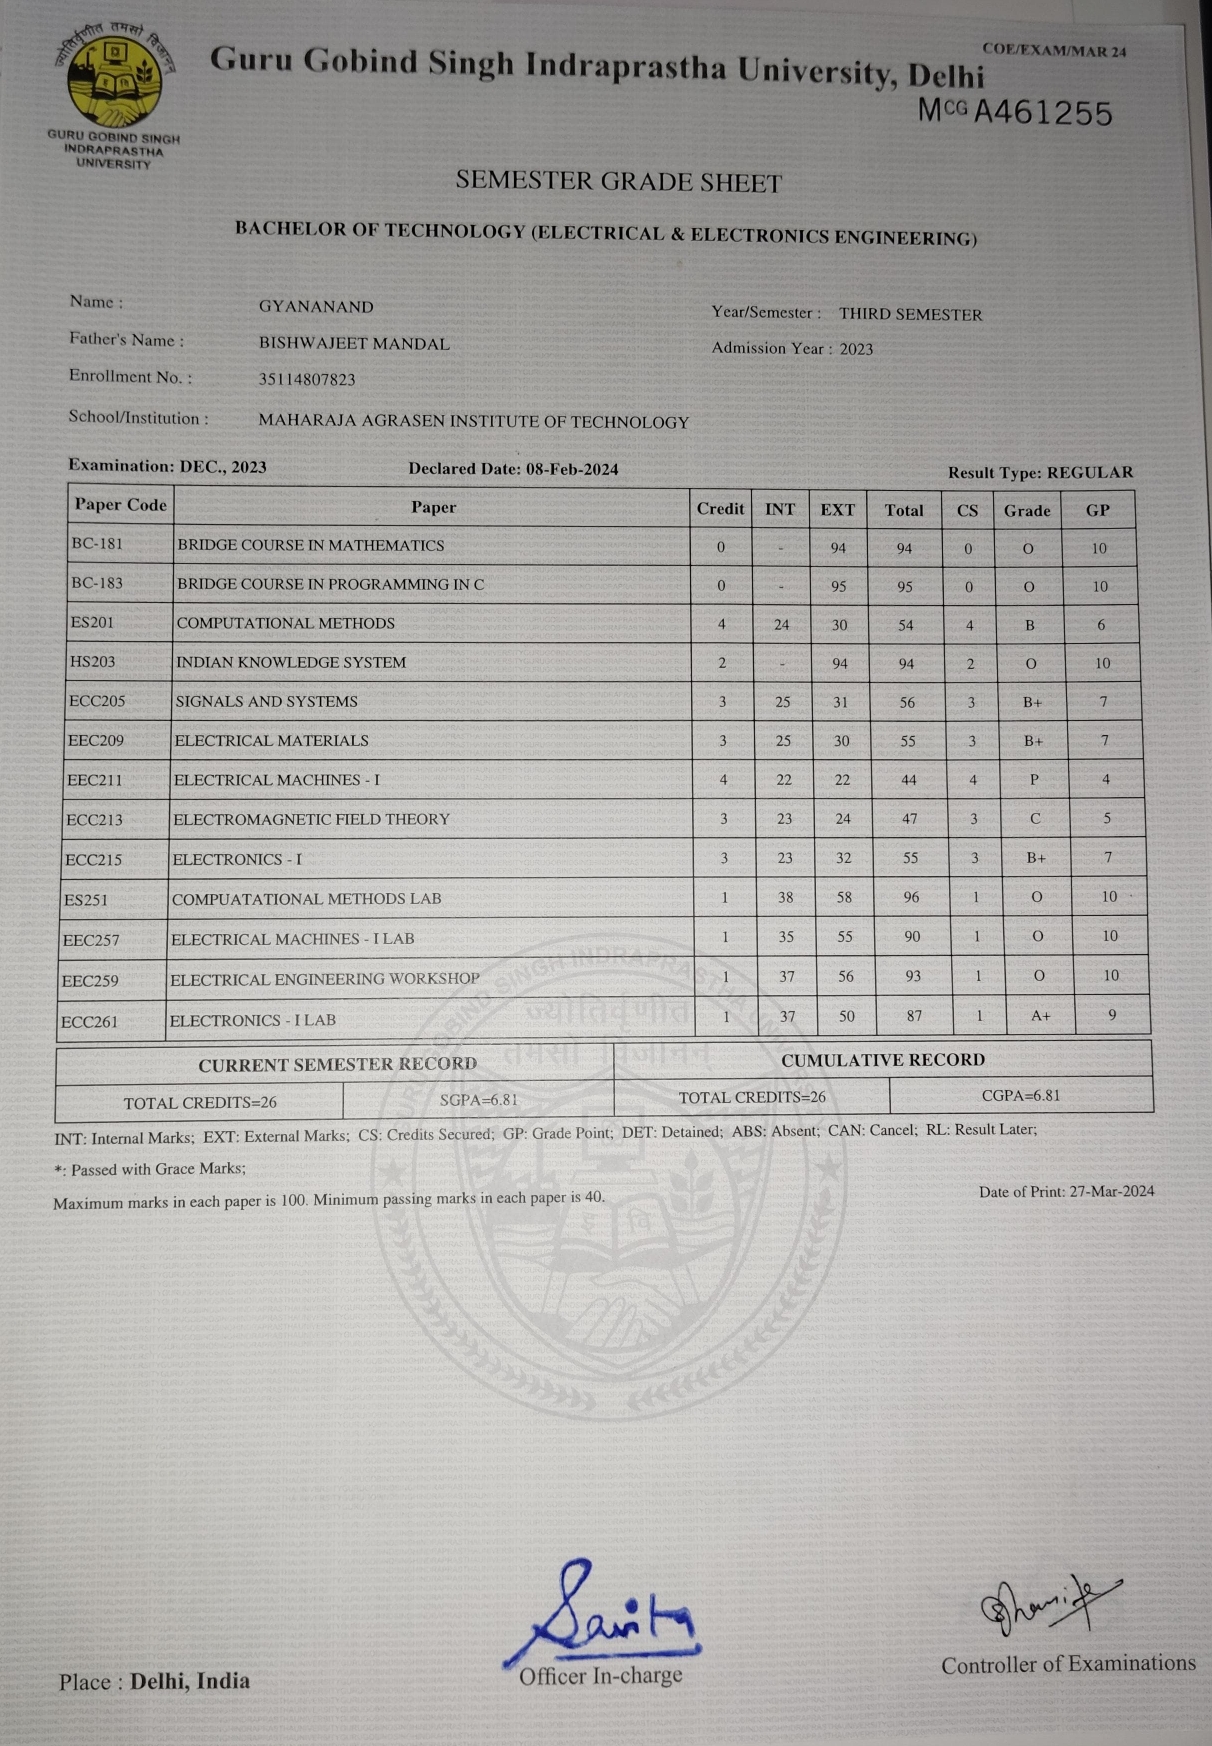 ज्योतिर्वृणीत तमसो विजानन
GURU GOBIND SINGH
INDRAPRASTHA
UNIVERSITY
Guru Gobind Singh Indraprastha University, Delhi
COE/EXAM/MAR 24
MCG A461255
SEMESTER GRADE SHEET
BACHELOR OF TECHNOLOGY (ELECTRICAL & ELECTRONICS ENGINEERING)
Name : GYANANAND Year/Semester : THIRD SEMESTER
Father's Name : BISHWAJEET MANDAL Admission Year : 2023
Enrollment No. : 35114807823
School/Institution : MAHARAJA AGRASEN INSTITUTE OF TECHNOLOGY
Examination: DEC., 2023 Declared Date: 08-Feb-2024 Result Type: REGULAR
Paper Code Paper Credit INT EXT Total CS Grade GP
BC-181 BRIDGE COURSE IN MATHEMATICS 0 - 94 94 0 O 10
BC-183 BRIDGE COURSE IN PROGRAMMING IN C 0 - 95 95 0 O 10
ES201 COMPUTATIONAL METHODS 4 24 30 54 4 B 6
HS203 INDIAN KNOWLEDGE SYSTEM 2 - 94 94 2 O 10
ECC205 SIGNALS AND SYSTEMS 3 25 31 56 3 B+ 7
EEC209 ELECTRICAL MATERIALS 3 25 30 55 3 B+ 7
EEC211 ELECTRICAL MACHINES - I 4 22 22 44 4 P 4
ECC213 ELECTROMAGNETIC FIELD THEORY 3 23 24 47 3 C 5
ECC215 ELECTRONICS - I 3 23 32 55 3 B+ 7
ES251 COMPUATATIONAL METHODS LAB 1 38 58 96 1 O 10
EEC257 ELECTRICAL MACHINES - I LAB 1 35 55 90 1 O 10
EEC259 ELECTRICAL ENGINEERING WORKSHOP 1 37 56 93 1 O 10
ECC261 ELECTRONICS - I LAB 1 37 50 87 1 A+ 9
CURRENT SEMESTER RECORD CUMULATIVE RECORD
TOTAL CREDITS=26 SGPA=6.81 TOTAL CREDITS=26 CGPA=6.81
INT: Internal Marks; EXT: External Marks; CS: Credits Secured; GP: Grade Point; DET: Detained; ABS: Absent; CAN: Cancel; RL: Result Later;
*: Passed with Grace Marks;
Maximum marks in each paper is 100. Minimum passing marks in each paper is 40. Date of Print: 27-Mar-2024
ज्योतिर्वृणीत
तमसो विजानन
Savita
Place : Delhi, India Officer In-charge Controller of Examinations